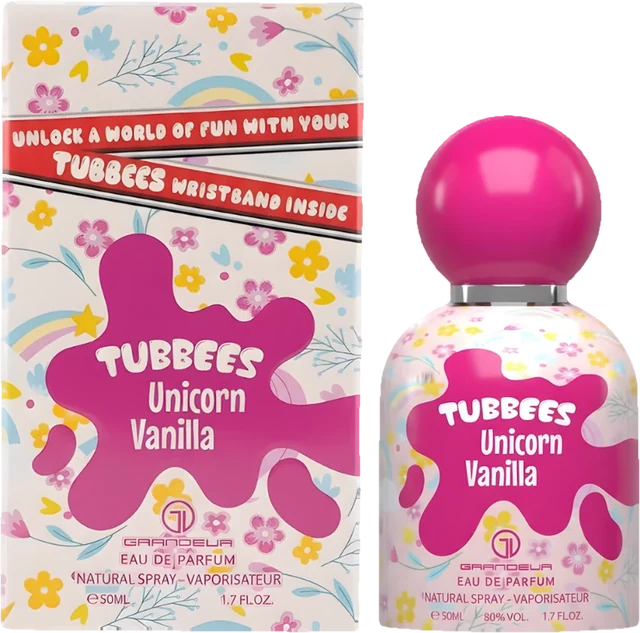 UNLOCK A WORLD OF FUN WITH YOUR
TUBBEES WRISTBAND INSIDE
TUBBEES
Unicorn
Vanilla
GRANDEUR
EAU DE PARFUM
NATURAL SPRAY - VAPORISATEUR
℮50ML 1.7 FL.OZ.
TUBBEES
Unicorn
Vanilla
GRANDEUR
EAU DE PARFUM
NATURAL SPRAY - VAPORISATEUR
℮ 50ML 80% VOL. 1.7 FL.OZ.